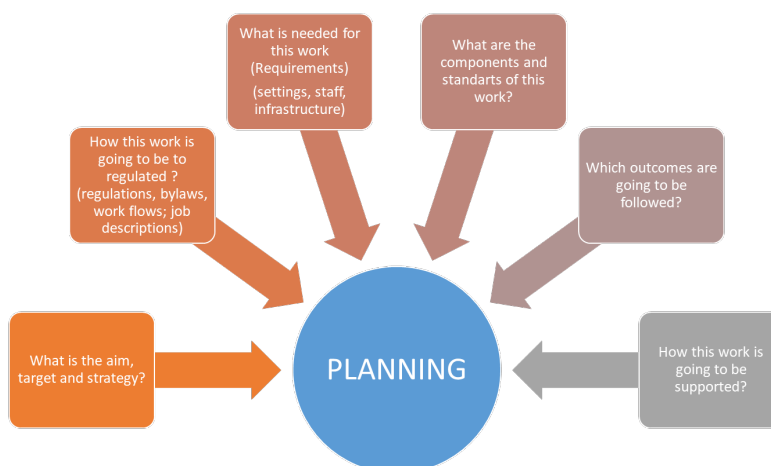 What is needed for
this work
(Requirements)
(settings, staff,
infrastructure)
What are the
components and
standarts of this
work?
How this work is
going to be to
regulated ?
(regulations, bylaws,
work flows; job
descriptions)
Which outcomes are
going to be
followed?
What is the aim,
target and strategy?
PLANNING
How this work is
going to be
supported?